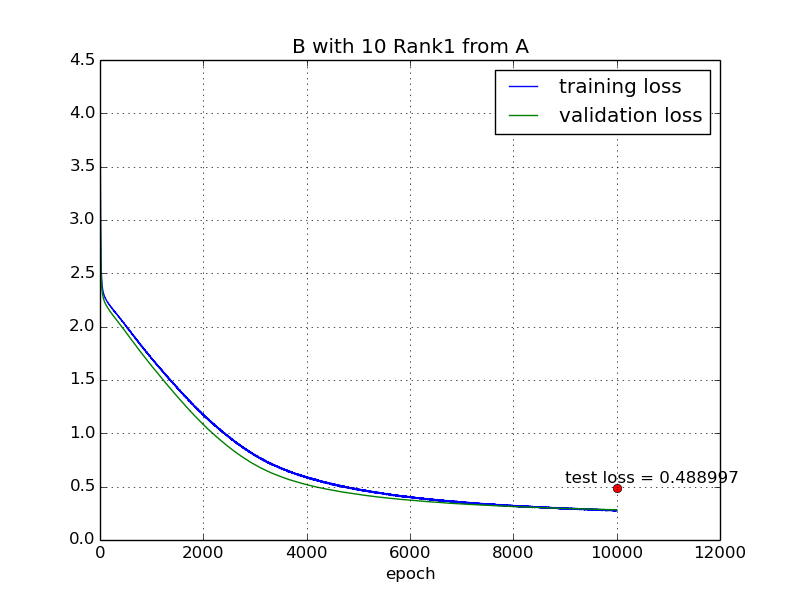 B with 10 Rank1 from A
4.5
4.0
3.5
3.0
2.5
2.0
1.5
1.0
0.5
0.0
training loss
validation loss
test loss = 0.488997
0 2000 4000 6000 8000 10000 12000
epoch